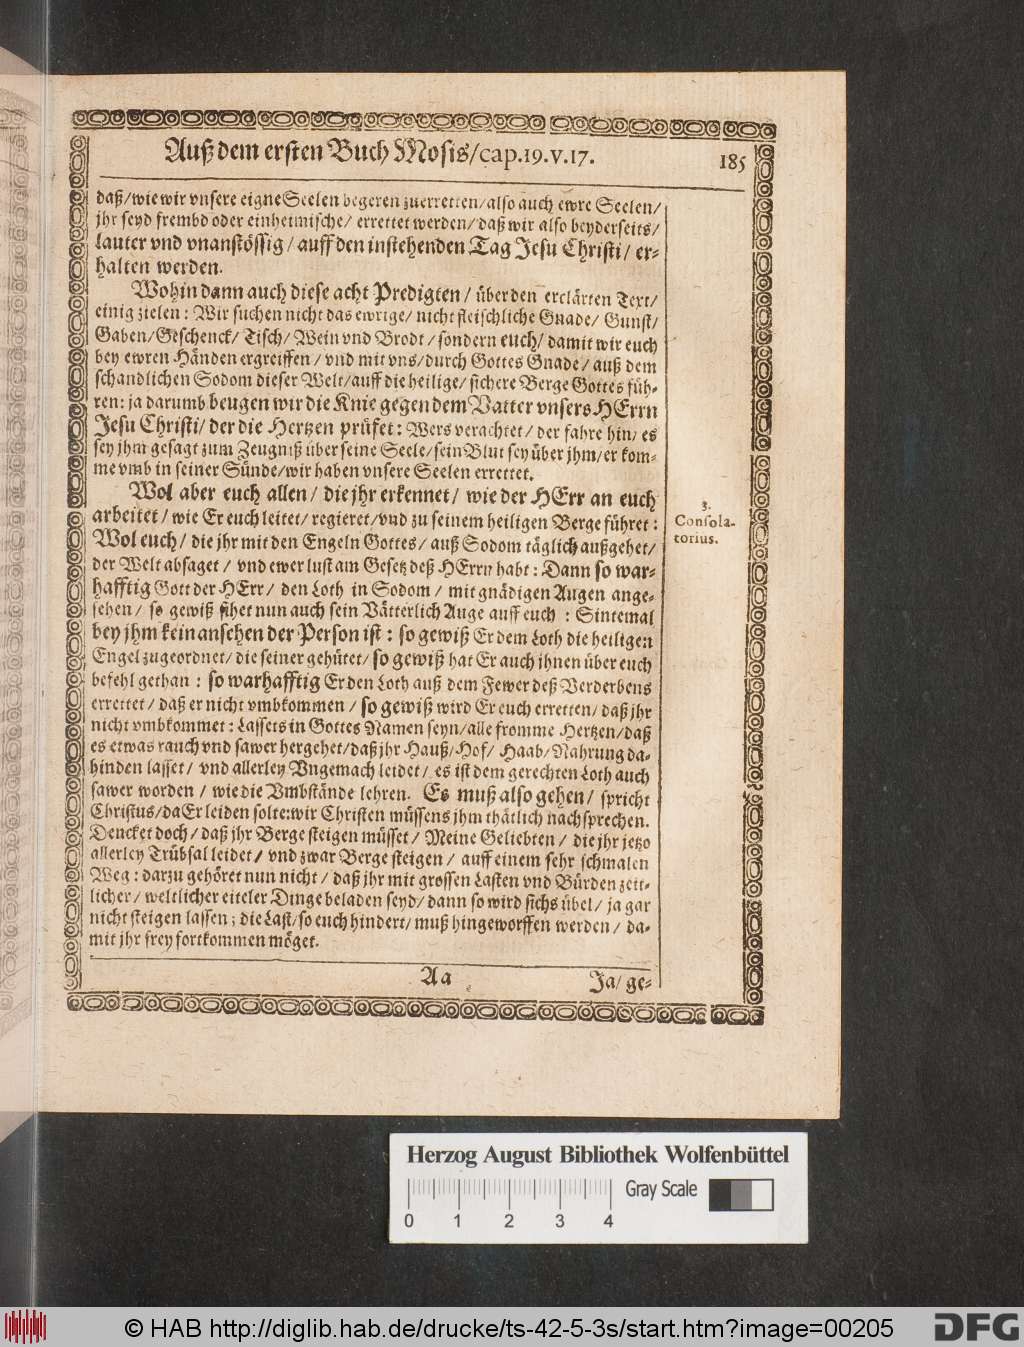 Auß dem ersten Buch Mosis/cap.19.v.17.
185
daß/wie wir vnsere eigne Seelen begeren zuerretten/also auch ewre Seelen/
jhr seyd frembd oder einheimische/ errettet werden/daß wir also beyderseits/
Lauter vnd vnanstössig/auff den instehenden Tag Jesu Christi/ er-
halten werden.
Wohin dann auch diese acht Predigten/ über den erclärten Text/
einig zielen: Wir suchen nicht das ewrige/ nicht fleischliche Gnade/ Gunst/
Gaben/Geschenck/ Tisch/ Wein vnd Brodt/ sondern euch/ damit wir euch
bey ewren Händen ergreiffen/ vnd mit vns/durch Gottes Gnade/ auß dem
schandlichen Sodom dieser Welt/auff die heilige/ sichere Berge Gottes füh-
ren: ja darumb beugen wir die Knie gegen dem Vatter vnsers HErrn
Jesu Christi/ der die Hertzen prüfet: Wers verachtet/ der fahre hin/ es
sey jhm gesagt zum Zeugniß über seine Seele/sein Blut sey über jhm/er kom-
me vmb in seiner Sünde/wir haben vnsere Seelen errettet.
Wol aber euch allen/ die jhr erkennet/ wie der HErr an euch
arbeitet/ wie Er euch leitet/ regieret/vnd zu seinem heiligen Berge führet:
Wol euch/ die jhr mit den Engeln Gottes/ auß Sodom täglich außgehet/
der Welt absaget/ vnd ewer lust am Gesetz deß HErrn habt: Dann so war-
hafftig Gott der HErr/ den Loth in Sodom/ mit gnädigen Augen ange-
sehen/ so gewiß sihet nun auch sein Vätterlich Auge auff euch : Sintemal
bey jhm kein ansehen der Person ist: so gewiß Er dem Loth die heiligen
Engel zugeordnet/ die seiner gehütet/ so gewiß hat Er auch ihnen über euch
befehl gethan : so warhafftig Er den Loth auß dem Fewer deß Verderbens
errettet/ daß er nicht vmbkommen/ so gewiß wird Er euch erretten/ daß jhr
nicht vmbkommet: Lassets in Gottes Namen seyn/alle fromme Hertzen/daß
es etwas rauch vnd sawer hergehet/daß jhr Hauß/Hof/ Haab/Nahrung da-
hinden lasset/ vnd allerley Vngemach leidet/ es ist dem gerechten Loth auch
sawer worden/ wie die Vmbstände lehren. Es muß also gehen/ spricht
Christus/da Er leiden solte:wir Christen müssens jhm thätlich nachsprechen.
Dencket doch/ daß jhr Berge steigen müsset/ Meine Geliebten/ die jhr jetzo
allerley Trübsal leidet/ vnd zwar Berge steigen/ auff einem sehr schmalen
Weg: darzu gehöret nun nicht/ daß jhr mit grossen Lasten vnd Bürden zeit-
licher/ weltlicher eiteler Dinge beladen seyd/ dann so wird sichs übel/ ja gar
nicht steigen lassen; die Last/so euch hindert/ muß hingeworffen werden/ da-
mit jhr frey fortkommen möget.
3.
Consola-
torius.
Aa
Ja/ ge-
Herzog August Bibliothek Wolfenbüttel
Gray Scale
0 1 2 3 4
© HAB http://diglib.hab.de/drucke/ts-42-5-3s/start.htm?image=00205
DFG